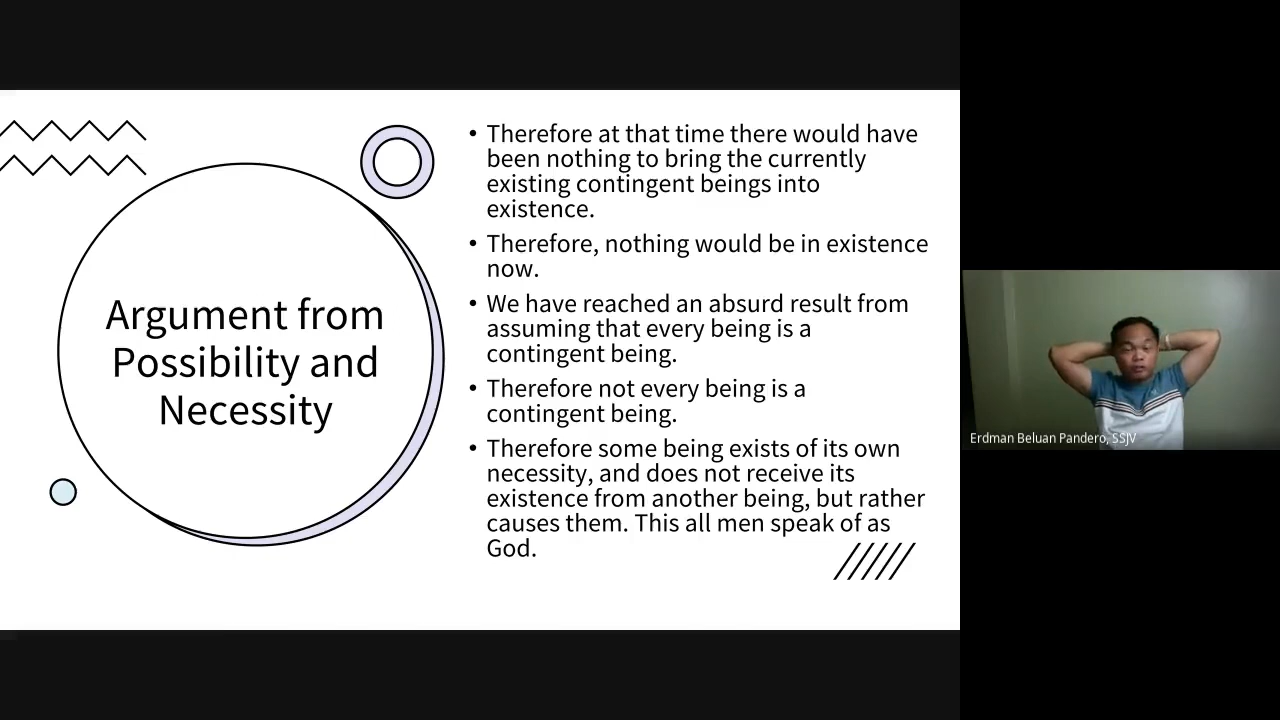 Argument from
Possibility and
Necessity
• Therefore at that time there would have
been nothing to bring the currently
existing contingent beings into
existence.
• Therefore, nothing would be in existence
now.
• We have reached an absurd result from
assuming that every being is a
contingent being.
• Therefore not every being is a
contingent being.
• Therefore some being exists of its own
necessity, and does not receive its
existence from another being, but rather
causes them. This all men speak of as
God.
Erdman Beluan Pandero, SSJV